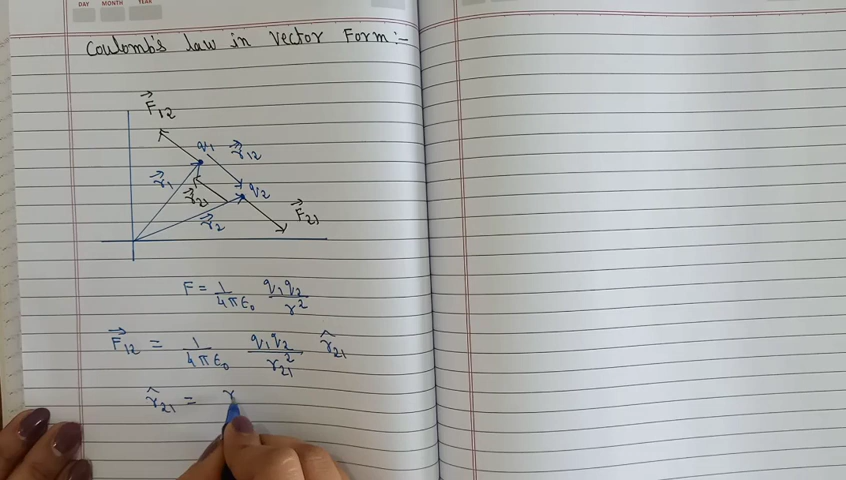 DAY MONTH YEAR
Coulomb's law in Vector Form:-
F⃗12
q1
r⃗12
r⃗1
q2
r⃗21
r⃗2
F⃗21
F = 1/4πϵ0 q1q2/r²
F⃗12 = 1/4πϵ0 q1q2/r21² r̂21
r̂21 = r